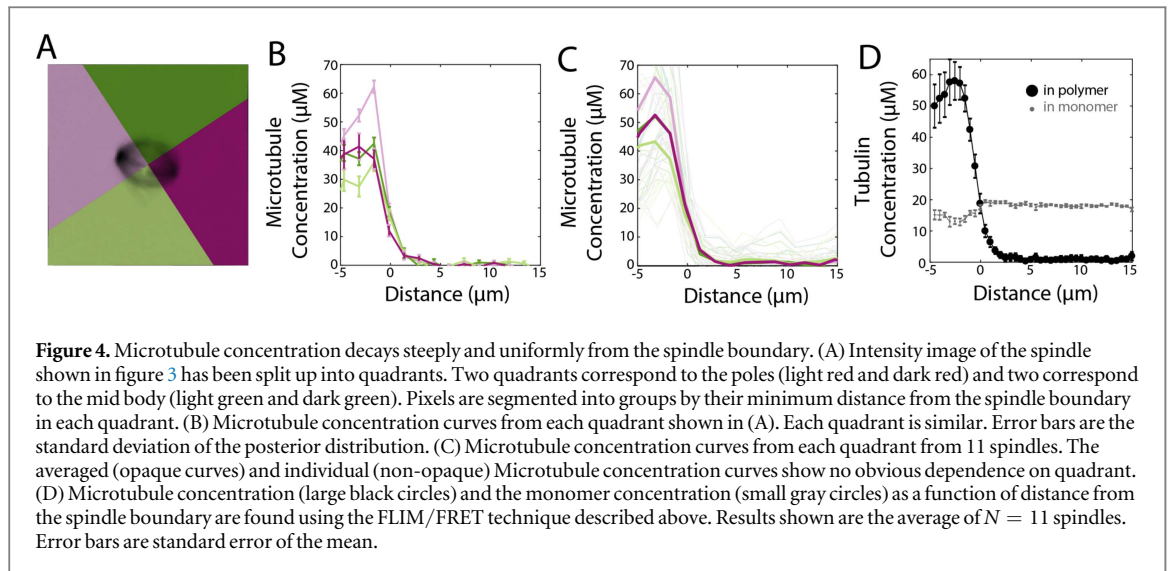 A
B
C
D
Microtubule
Concentration (μM)
70
60
50
40
30
20
10
0
-5
0
5
10
15
Distance (μm)
Microtubule
Concentration (μM)
70
60
50
40
30
20
10
0
-5
0
5
10
15
Distance (μm)
Tubulin
Concentration (μM)
60
50
40
30
20
10
0
-5
0
5
10
15
Distance (μm)
in polymer
in monomer
Figure 4. Microtubule concentration decays steeply and uniformly from the spindle boundary. (A) Intensity image of the spindle
shown in figure 3 has been split up into quadrants. Two quadrants correspond to the poles (light red and dark red) and two correspond
to the mid body (light green and dark green). Pixels are segmented into groups by their minimum distance from the spindle boundary
in each quadrant. (B) Microtubule concentration curves from each quadrant shown in (A). Each quadrant is similar. Error bars are the
standard deviation of the posterior distribution. (C) Microtubule concentration curves from each quadrant from 11 spindles. The
averaged (opaque curves) and individual (non-opaque) Microtubule concentration curves show no obvious dependence on quadrant.
(D) Microtubule concentration (large black circles) and the monomer concentration (small gray circles) as a function of distance from
the spindle boundary are found using the FLIM/FRET technique described above. Results shown are the average of N = 11 spindles.
Error bars are standard error of the mean.